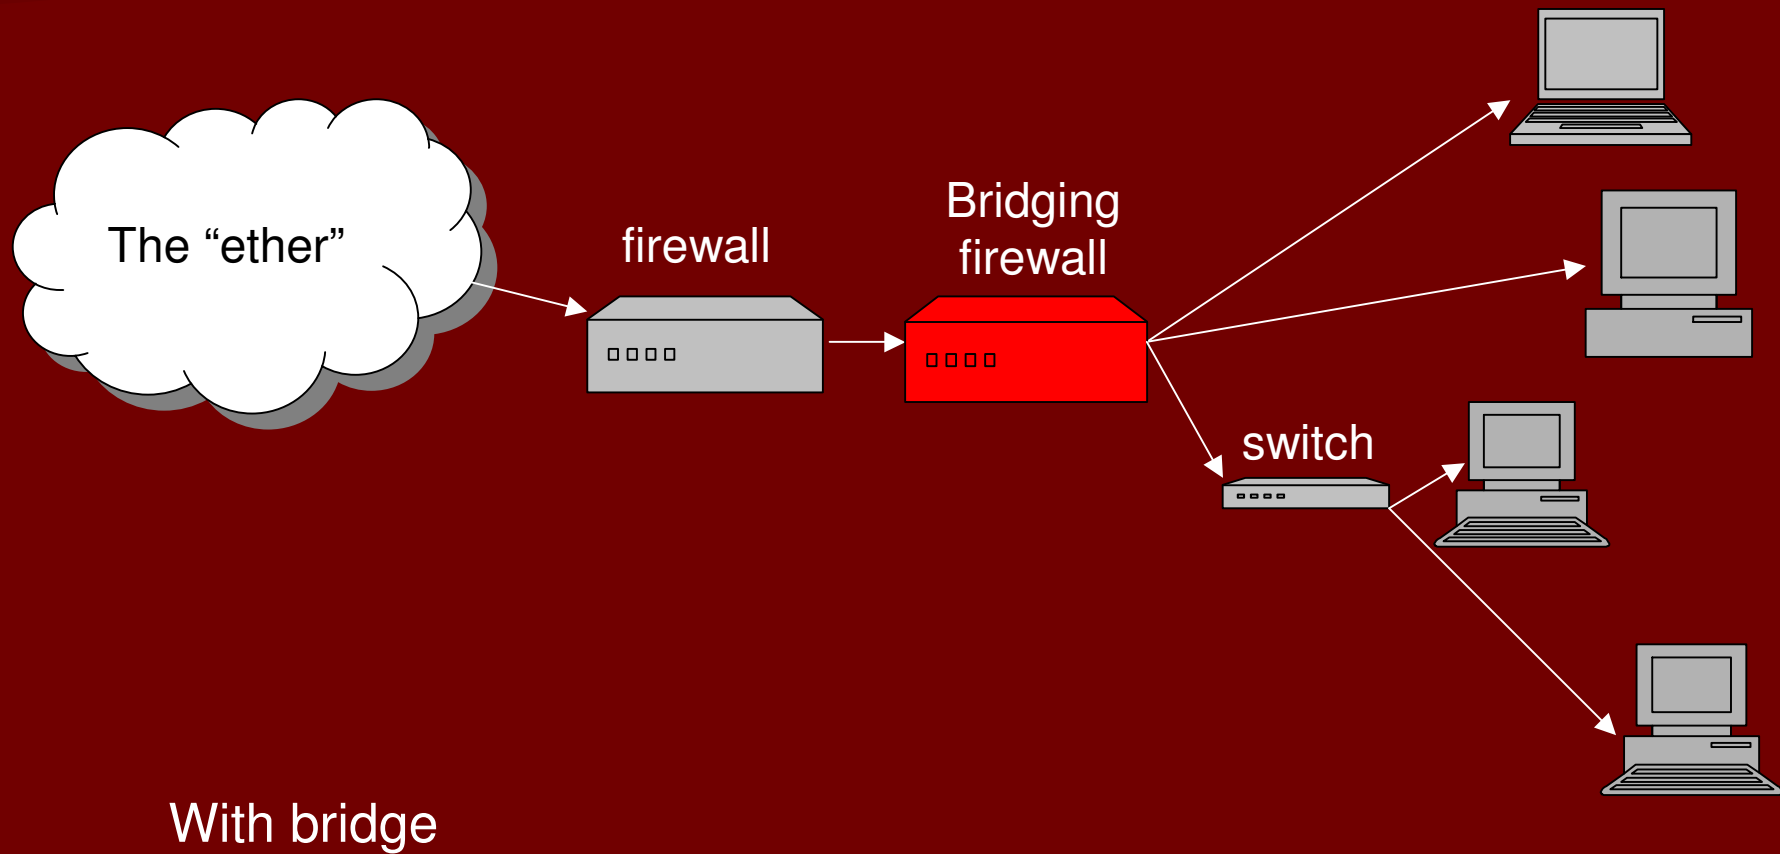 The “ether”
firewall
Bridging
firewall
switch
With bridge